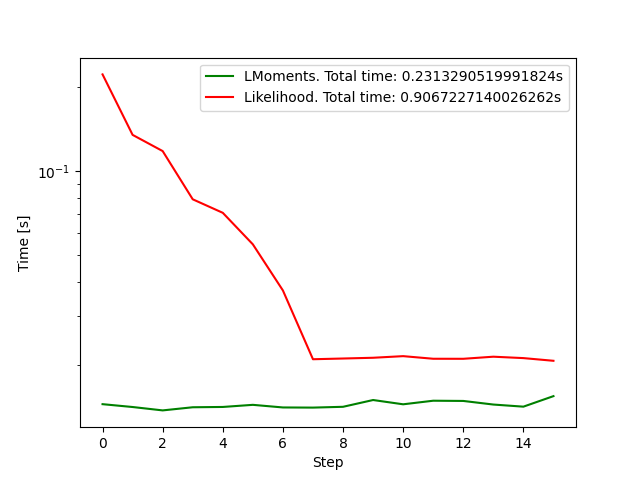 LMoments. Total time: 0.2313290519991824s
Likelihood. Total time: 0.9067227140026262s
10⁻¹
Time [s]
0 2 4 6 8 10 12 14
Step